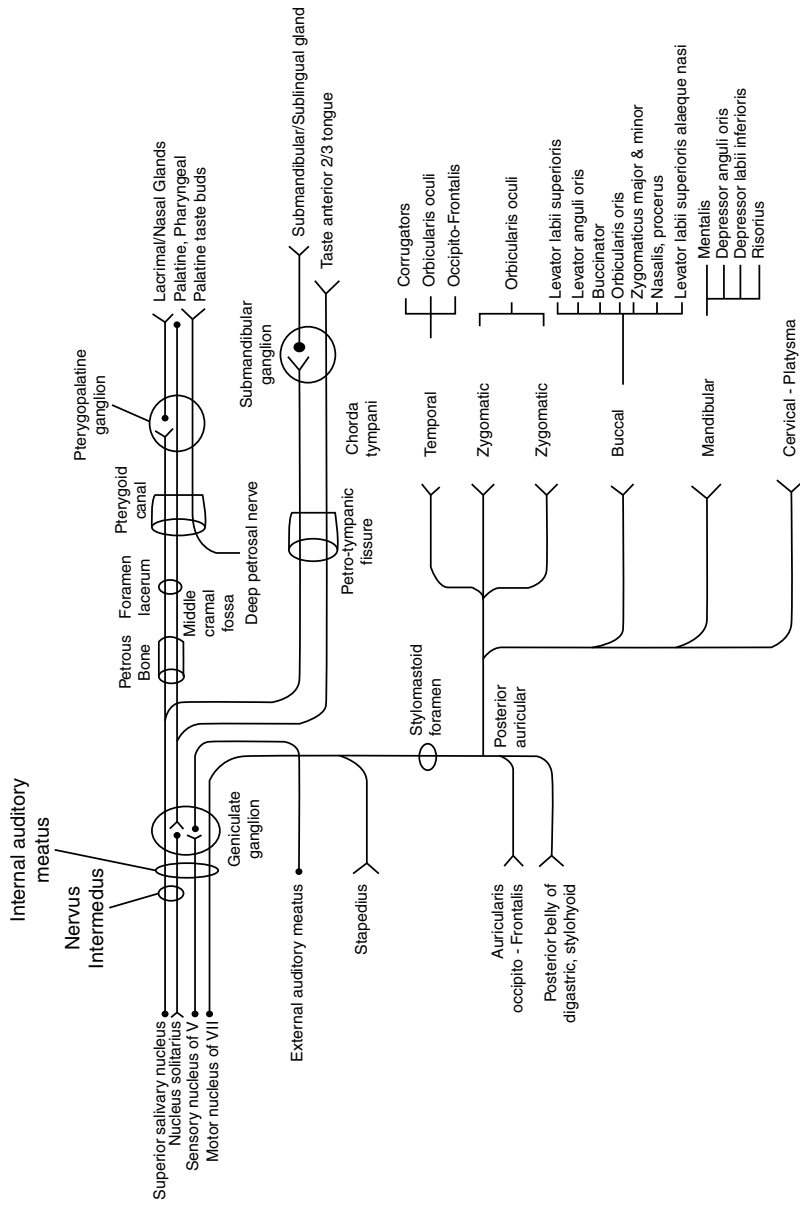 Internal auditory
meatus
Nervus
Intermedus
Superior salivary nucleus
Nucleus solitarius
Sensory nucleus of V
Motor nucleus of VII
Geniculate
ganglion
Petrous
Bone
Foramen
lacerum
Middle
cramal
fossa
Pterygoid
canal
Deep petrosal nerve
Pterygopalatine
ganglion
Lacrimal/Nasal Glands
Palatine, Pharyngeal
Palatine taste buds
Submandibular
ganglion
Submandibular/Sublingual gland
Taste anterior 2/3 tongue
Petro-tympanic
fissure
Chorda
tympani
External auditory meatus
Stapedius
Stylomastoid
foramen
Posterior
auricular
Auricularis
occipito - Frontalis
Posterior belly of
digastric, stylohyoid
Temporal
Corrugators
Orbicularis oculi
Occipito-Frontalis
Zygomatic
Zygomatic
Orbicularis oculi
Buccal
Levator labii superioris
Levator anguli oris
Buccinator
Orbicularis oris
Zygomaticus major & minor
Nasalis, procerus
Levator labii superioris alaeque nasi
Mandibular
Mentalis
Depressor anguli oris
Depressor labii inferioris
Risorius
Cervical - Platysma